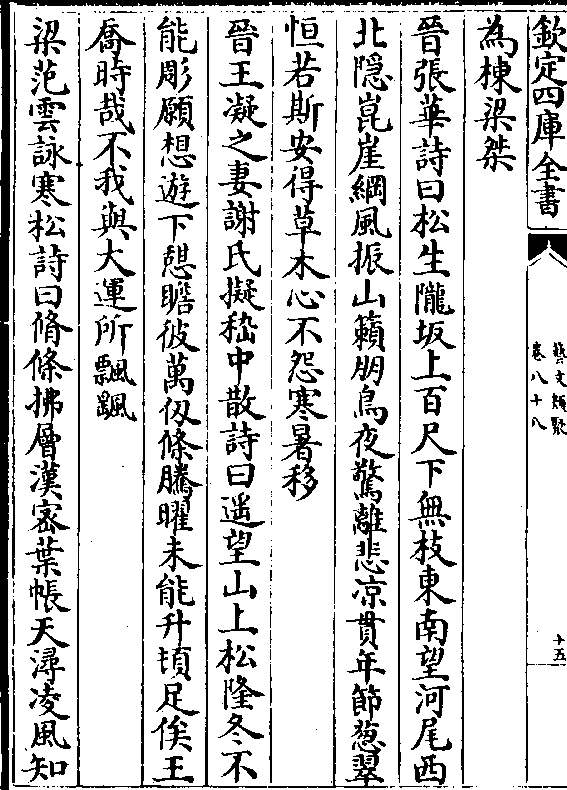 欽定四庫全書
藝文類聚
卷八十八
十五
為棟梁桀
晉張華詩曰松生隴坂上百尺下無枝東南望河尾西
北隠崑崖綱風振山籟朋鳥夜驚離悲凉貫年節葱翠
恒若斯安得草木心不怨寒暑移
晉王凝之妻謝氏擬嵇中散詩曰遥望山上松隆冬不
能彫願想遊下憇瞻彼萬仭條騰曜未能升頓足俟王
喬時哉不我與大運所飄颻
梁范雲詠寒松詩曰脩條拂層漢宻葉帳天潯凌風知